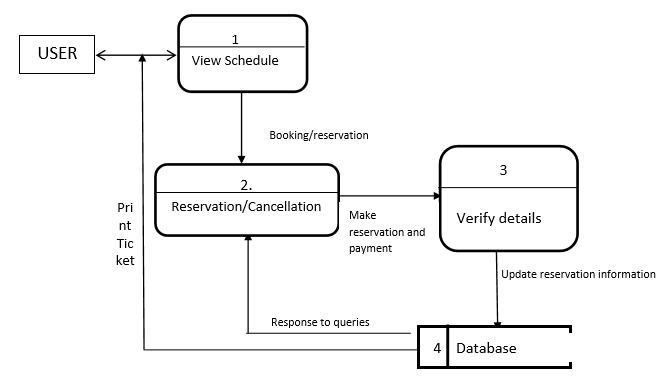 1
USER
View Schedule
Booking/reservation
3
2.
Reservation/Cancellation
Pri
nt
Tic
ket
Make
reservation and
payment
Verify details
Update reservation information
Response to queries
4 Database